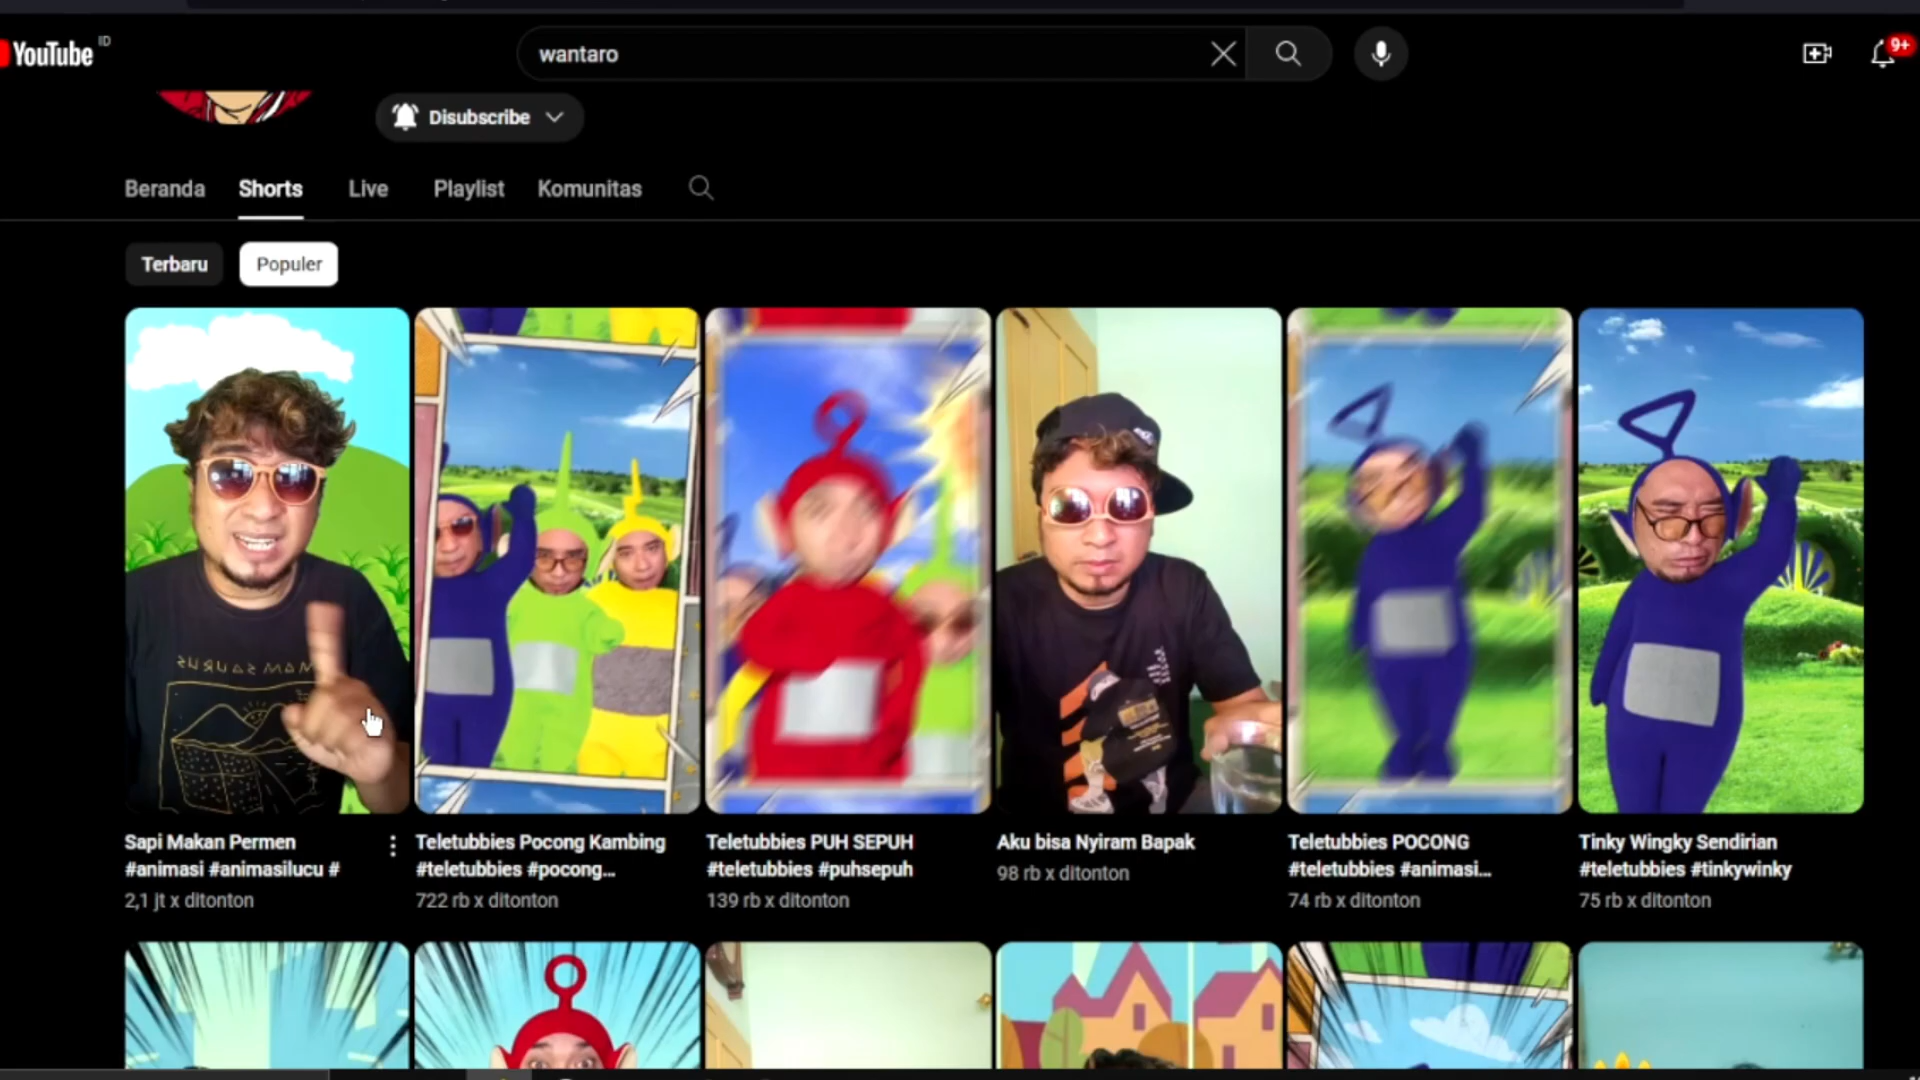 YouTube ID
wantaro
9+
Disubscribe
Beranda Shorts Live Playlist Komunitas
Terbaru Populer
Sapi Makan Permen
#animasi #animasilucu #
2,1 jt x ditonton
Teletubbies Pocong Kambing
#teletubbies #pocong...
722 rb x ditonton
Teletubbies PUH SEPUH
#teletubbies #puhsepuh
139 rb x ditonton
Aku bisa Nyiram Bapak
98 rb x ditonton
Teletubbies POCONG
#teletubbies #animasi...
74 rb x ditonton
Tinky Wingky Sendirian
#teletubbies #tinkywinky
75 rb x ditonton